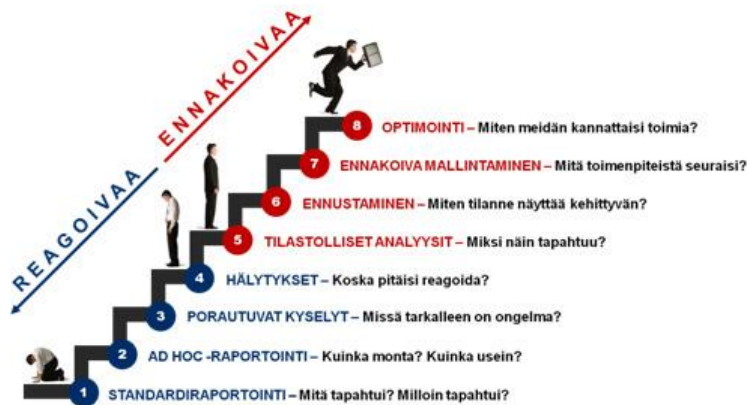 ENNAKOIVAA
REAGOIVAA
8 OPTIMOINTI – Miten meidän kannattaisi toimia?
7 ENNAKOIVA MALLINTAMINEN – Mitä toimenpiteistä seuraisi?
6 ENNUSTAMINEN – Miten tilanne näyttää kehittyvän?
5 TILASTOLLISET ANALYYSIT – Miksi näin tapahtuu?
4 HÄLYTYKSET – Koska pitäisi reagoida?
3 PORAUTUVAT KYSELYT – Missä tarkalleen on ongelma?
2 AD HOC -RAPORTOINTI – Kuinka monta? Kuinka usein?
1 STANDARDIRAPORTOINTI – Mitä tapahtui? Milloin tapahtui?